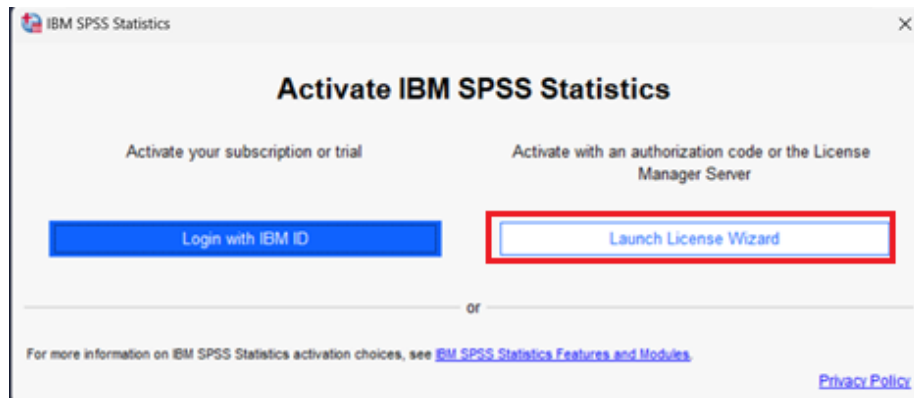 IBM SPSS Statistics
Activate IBM SPSS Statistics
Activate your subscription or trial
Login with IBM ID
Activate with an authorization code or the License
Manager Server
Launch License Wizard
or
For more information on IBM SPSS Statistics activation choices, see IBM SPSS Statistics Features and Modules.
Privacy Policy